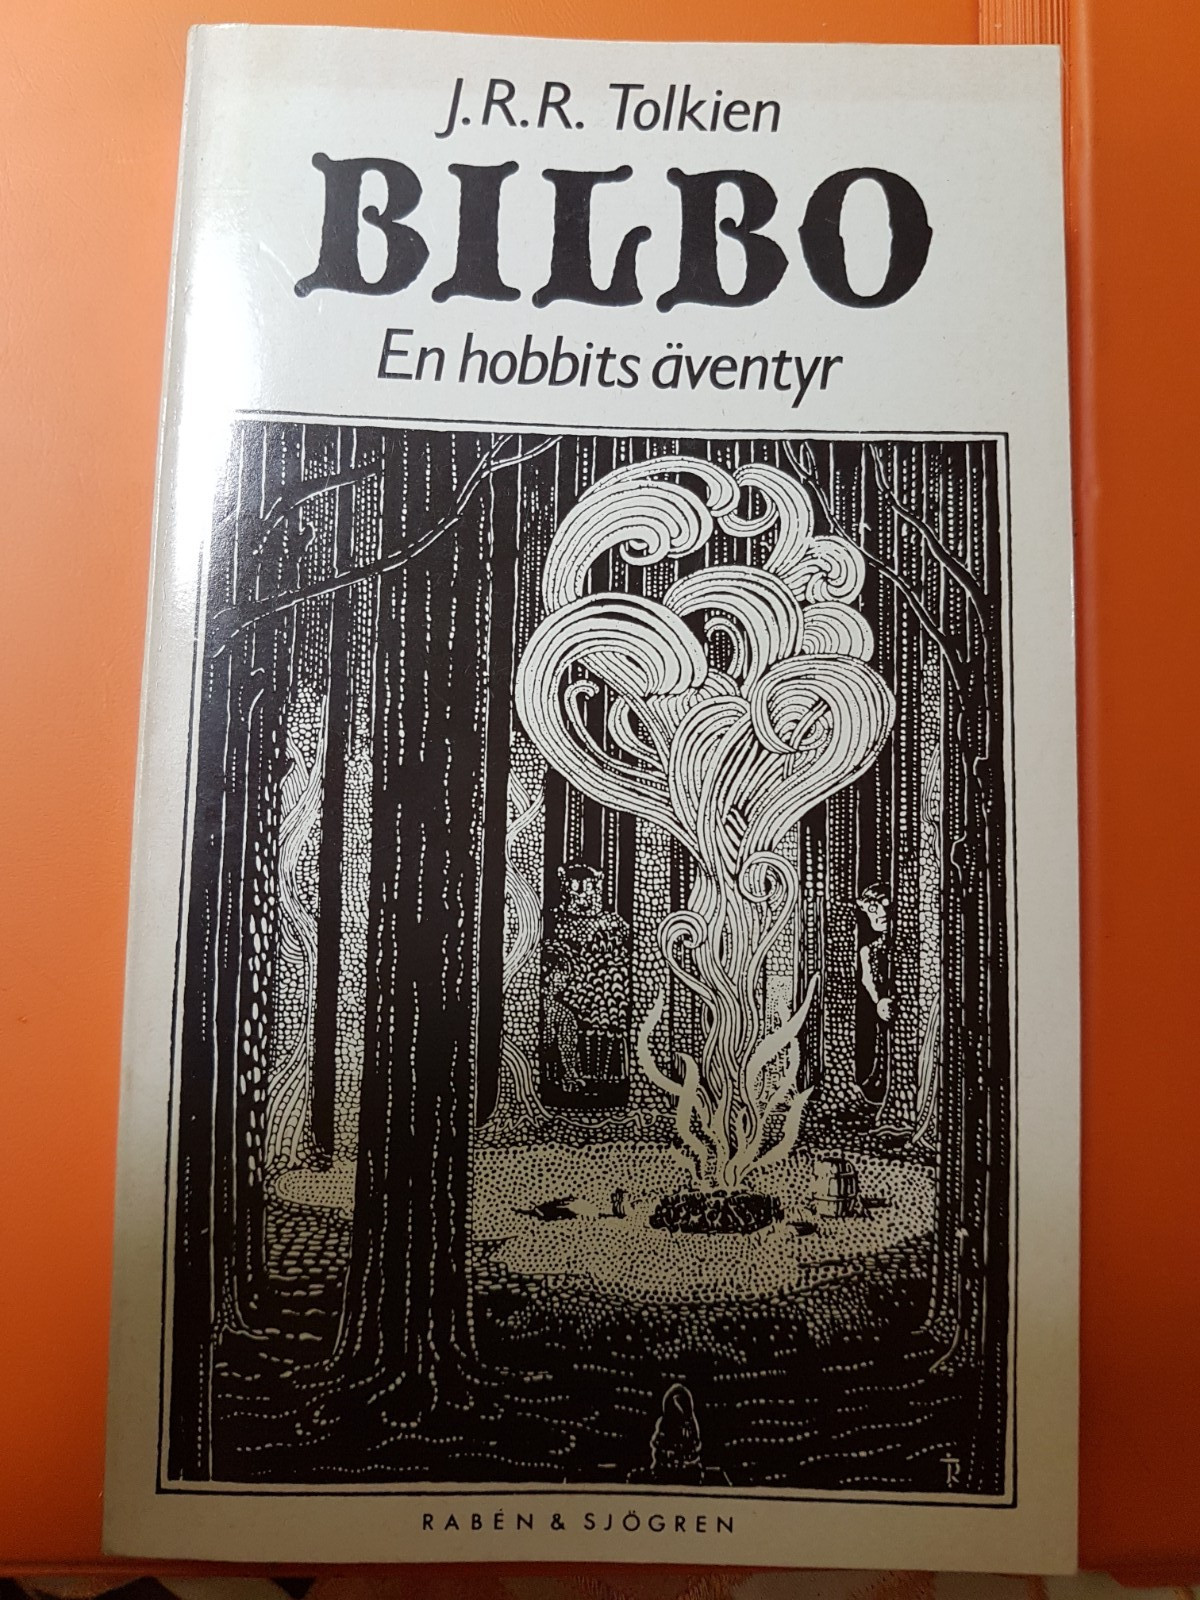 J.R.R. Tolkien
BILBO
En hobbits äventyr
RABÉN & SJÖGREN